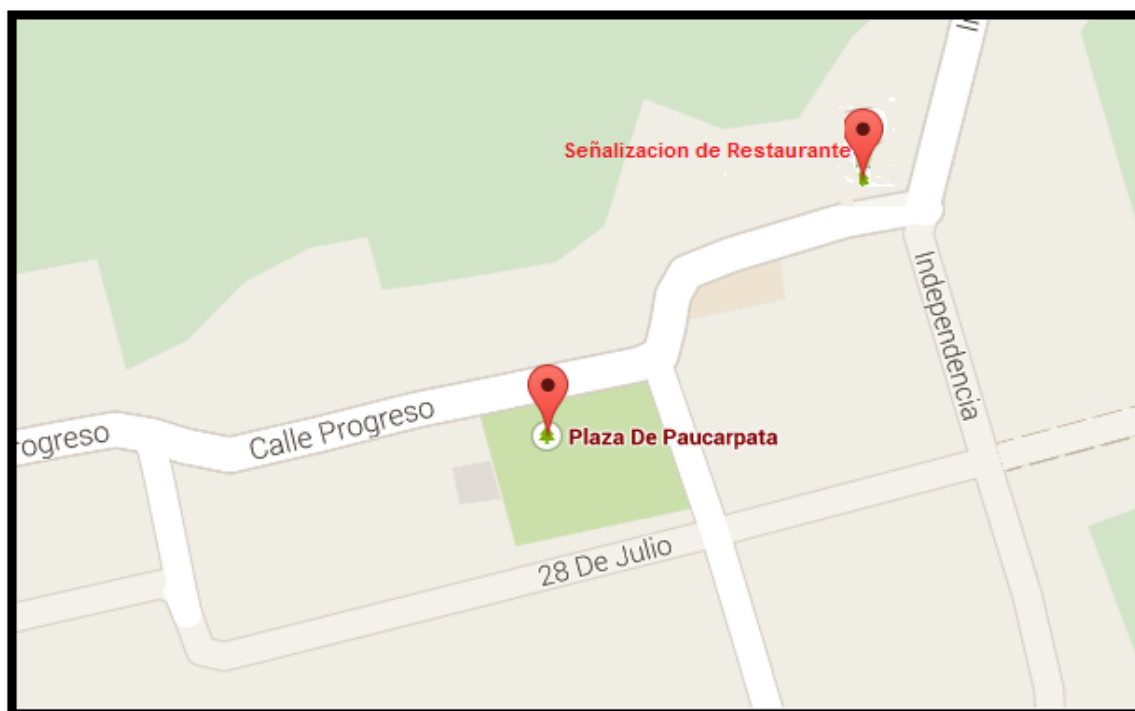 Señalizacion de Restaurante
Independencia
Calle Progreso
rogreso
Plaza De Paucarpata
28 De Julio